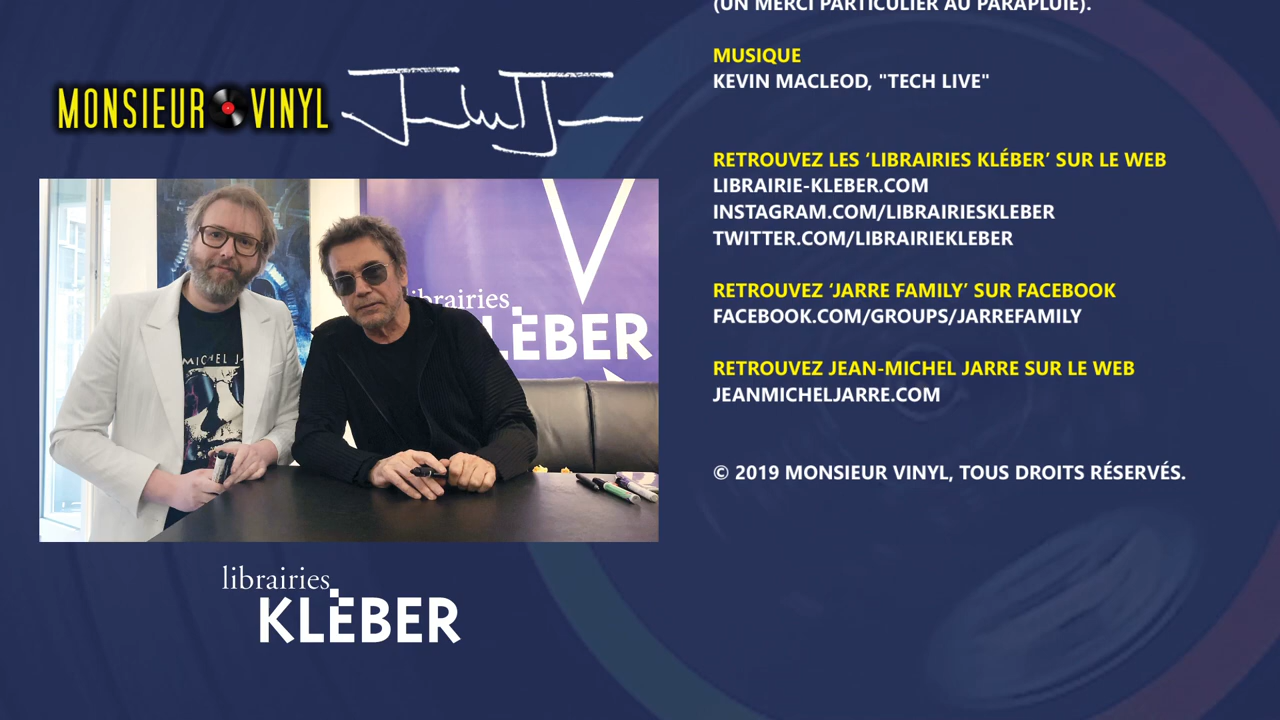 (UN MERCI PARTICULIER AU PARAPLUIE).
MONSIEUR VINYL
MUSIQUE
KEVIN MACLEOD, "TECH LIVE"
RETROUVEZ LES ‘LIBRAIRIES KLÉBER’ SUR LE WEB
LIBRAIRIE-KLEBER.COM
INSTAGRAM.COM/LIBRAIRIESKLEBER
TWITTER.COM/LIBRAIRIEKLEBER
RETROUVEZ ‘JARRE FAMILY’ SUR FACEBOOK
FACEBOOK.COM/GROUPS/JARREFAMILY
RETROUVEZ JEAN-MICHEL JARRE SUR LE WEB
JEANMICHELJARRE.COM
© 2019 MONSIEUR VINYL, TOUS DROITS RÉSERVÉS.
librairies
KLÉBER
librairies
KLÉBER